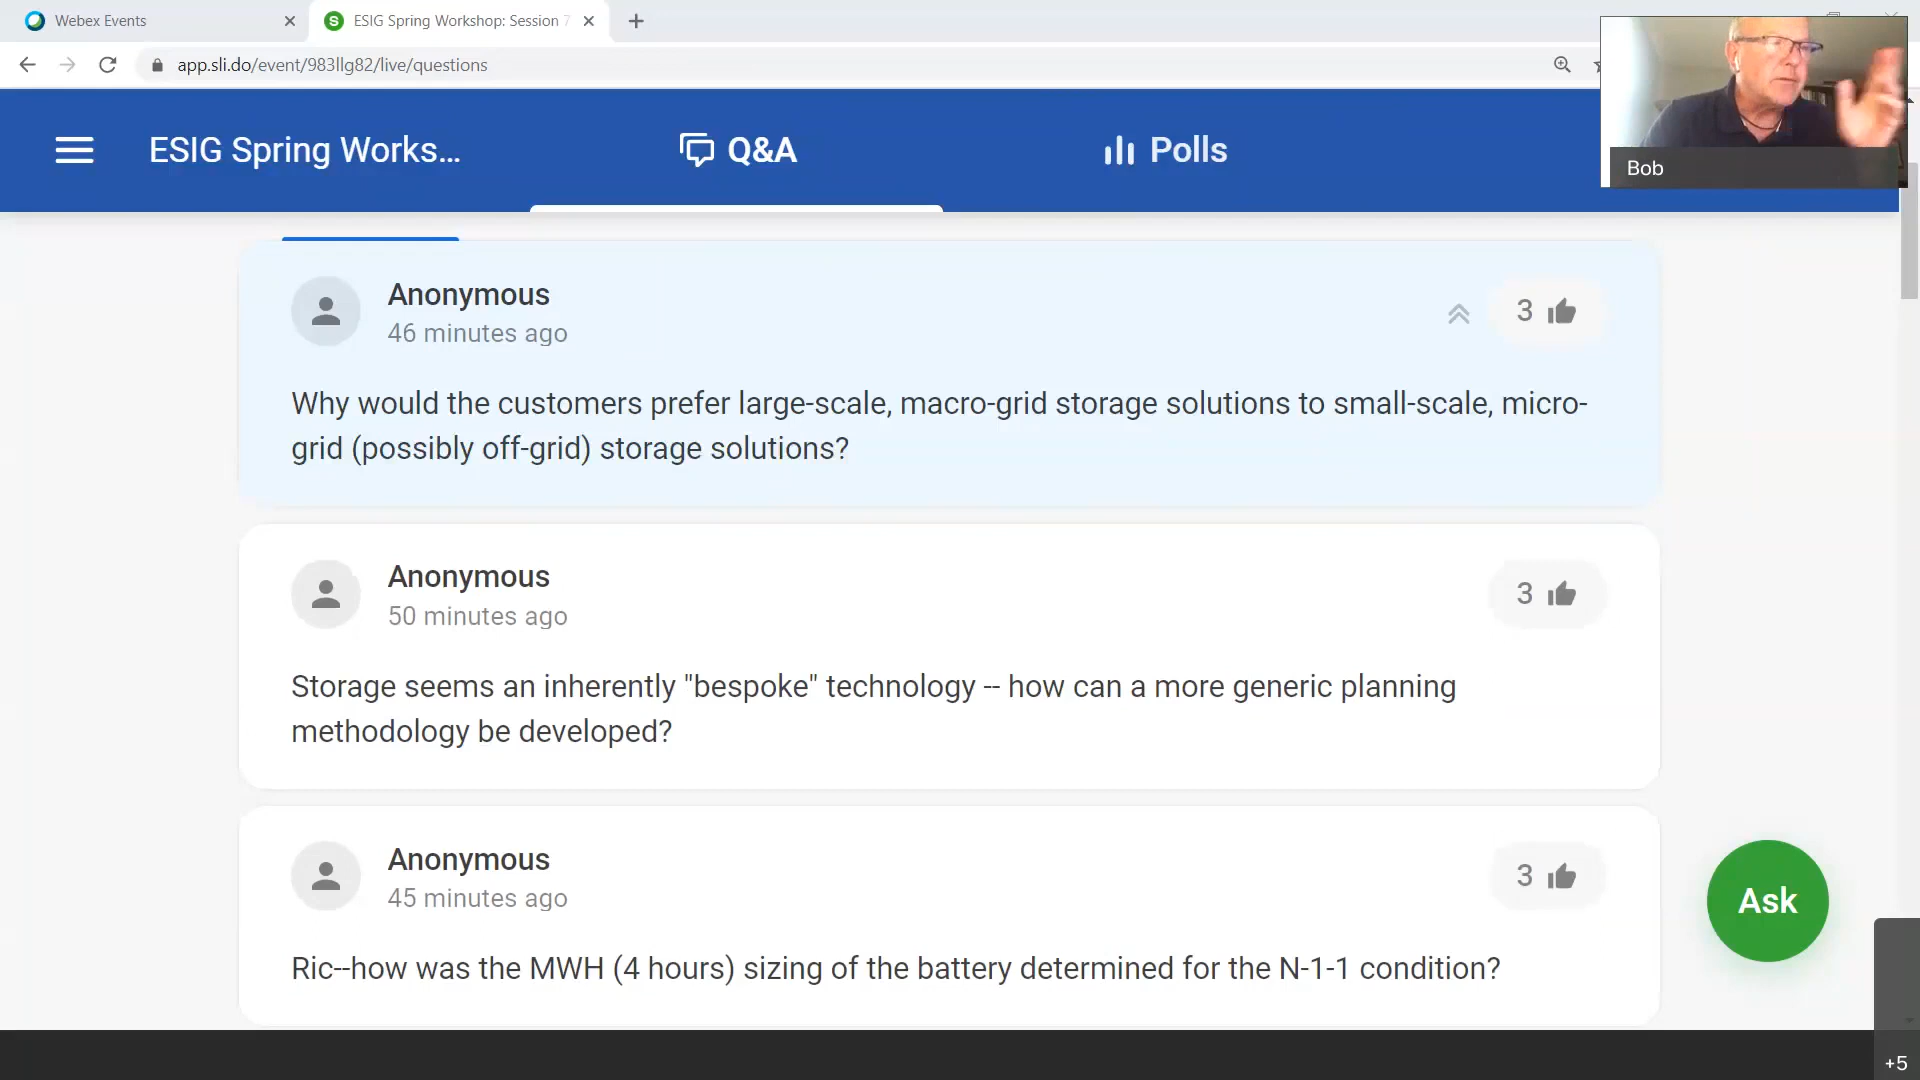 Webex Events
S ESIG Spring Workshop: Session 7
app.sli.do/event/983llg82/live/questions
ESIG Spring Works...
Q&A
Polls
Bob
Anonymous
46 minutes ago
3
Why would the customers prefer large-scale, macro-grid storage solutions to small-scale, micro-
grid (possibly off-grid) storage solutions?
Anonymous
50 minutes ago
3
Storage seems an inherently "bespoke" technology -- how can a more generic planning
methodology be developed?
Anonymous
45 minutes ago
3
Ric--how was the MWH (4 hours) sizing of the battery determined for the N-1-1 condition?
Ask
+5